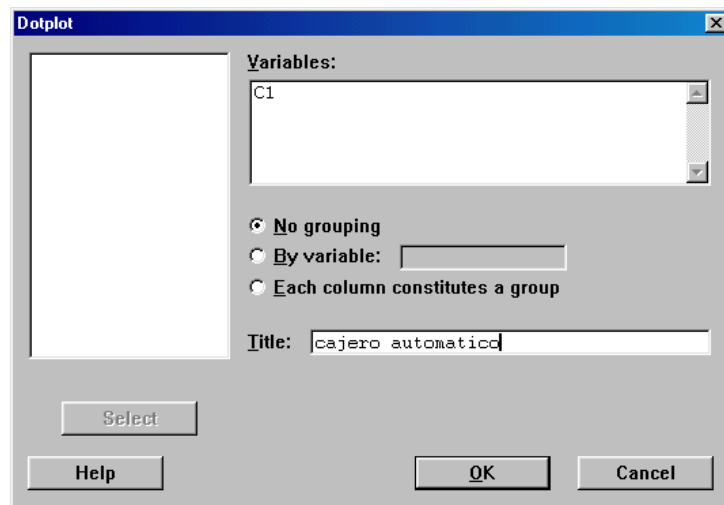 Dotplot
Variables:
C1
No grouping
By variable:
Each column constitutes a group
Title: cajero automatico
Select
Help OK Cancel